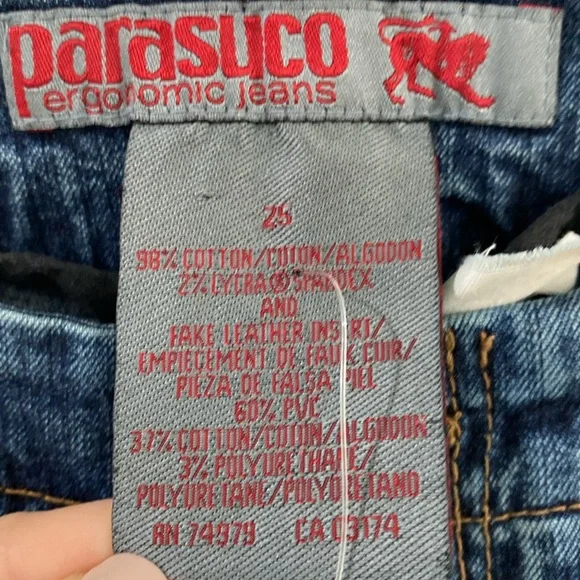 parasuco
ergonomic jeans
25
98% COTTON/COTON/ALGODON
2% LYCRA® SPANDEX
AND
FAKE LEATHER INSERT/
EMPIECEMENT DE FAUX CUIR/
PIEZA DE FALSA PIEL
60% PVC
37% COTTON/COTON/ALGODON
3% POLYURETHANE/
POLYURETANE/POLYURETANO
RN 74979 CA 03174